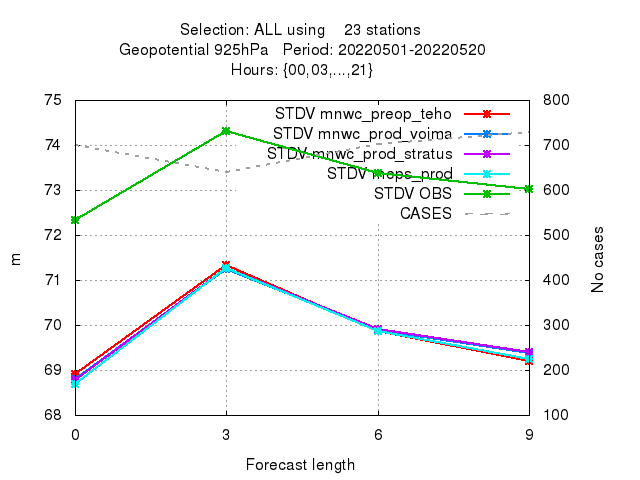 Selection: ALL using 23 stations
Geopotential 925hPa Period: 20220501-20220520
Hours: {00,03,...,21}
75 800
STDV mnwc_preop_teho
STDV mnwc_prod_voima
74 700
STDV mnwc_prod_stratus
STDV meps_prod
73 600
STDV OBS
CASES
72 500
m No cases
71 400
70 300
69 200
68 100
0 3 6 9
Forecast length